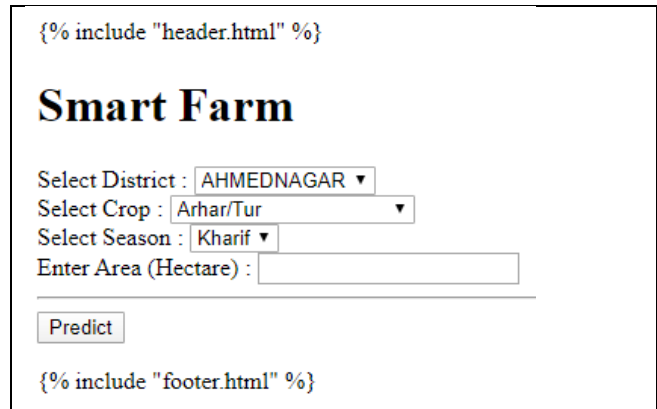 {% include "header.html" %}
Smart Farm
Select District : AHMEDNAGAR
Select Crop : Arhar/Tur
Select Season : Kharif
Enter Area (Hectare) :
Predict
{% include "footer.html" %}